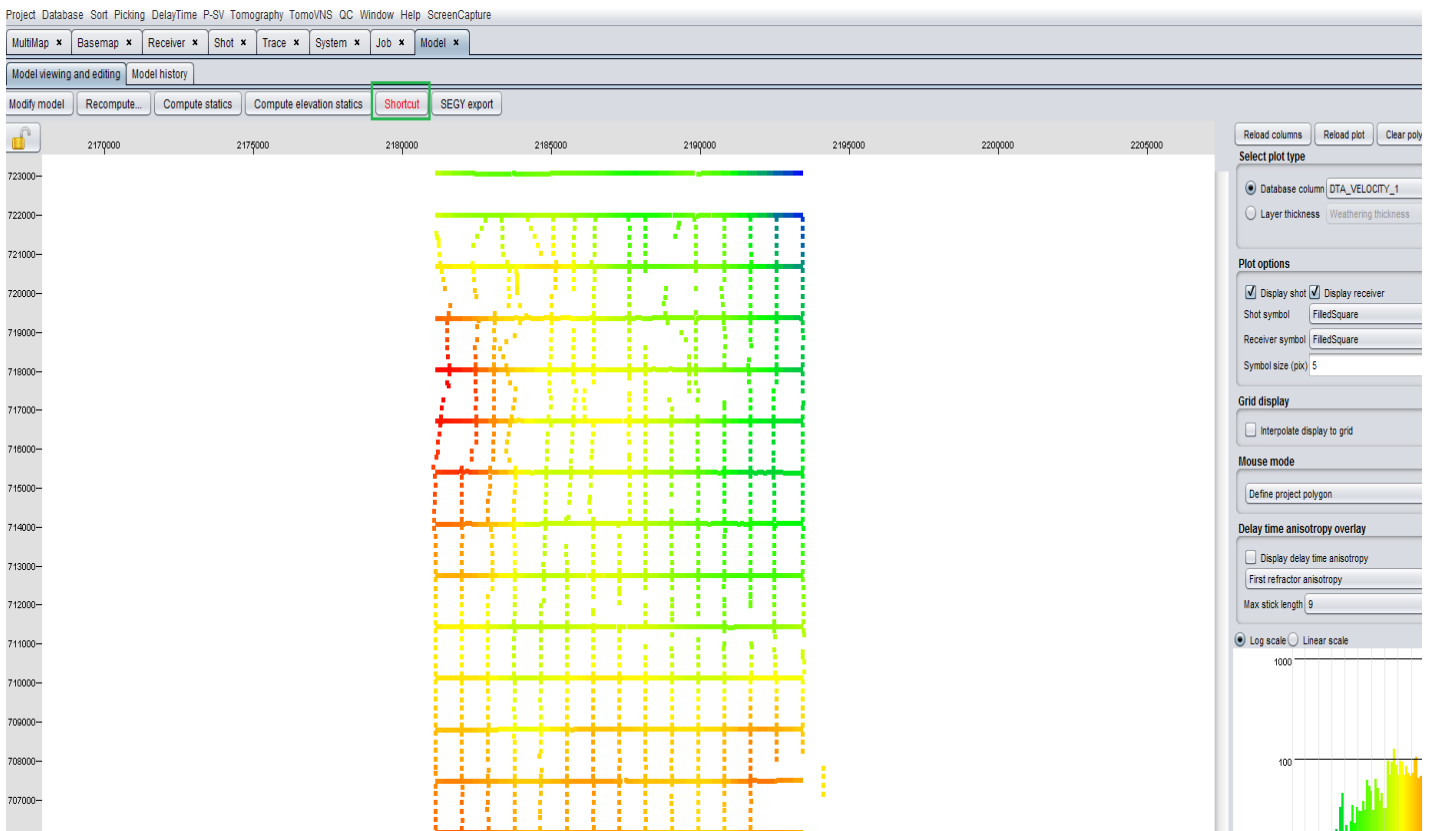 Project Database Sort Picking DelayTime P-SV Tomography TomoVNS QC Window Help ScreenCapture
MultiMap × Basemap × Receiver × Shot × Trace × System × Job × Model ×
Model viewing and editing Model history
Modify model Recompute... Compute statics Compute elevation statics Shortcut SEGY export
2170000 2175000 2180000 2185000 2190000 2195000 2200000 2205000
723000
722000
721000
720000
719000
718000
717000
716000
715000
714000
713000
712000
711000
710000
709000
708000
707000
Reload columns Reload plot Clear poly
Select plot type
Database column DTA_VELOCITY_1
Layer thickness Weathering thickness
Plot options
Display shot Display receiver
Shot symbol FilledSquare
Receiver symbol FilledSquare
Symbol size (pix) 5
Grid display
Interpolate display to grid
Mouse mode
Define project polygon
Delay time anisotropy overlay
Display delay time anisotropy
First refractor anisotropy
Max stick length 9
Log scale Linear scale
1000
100